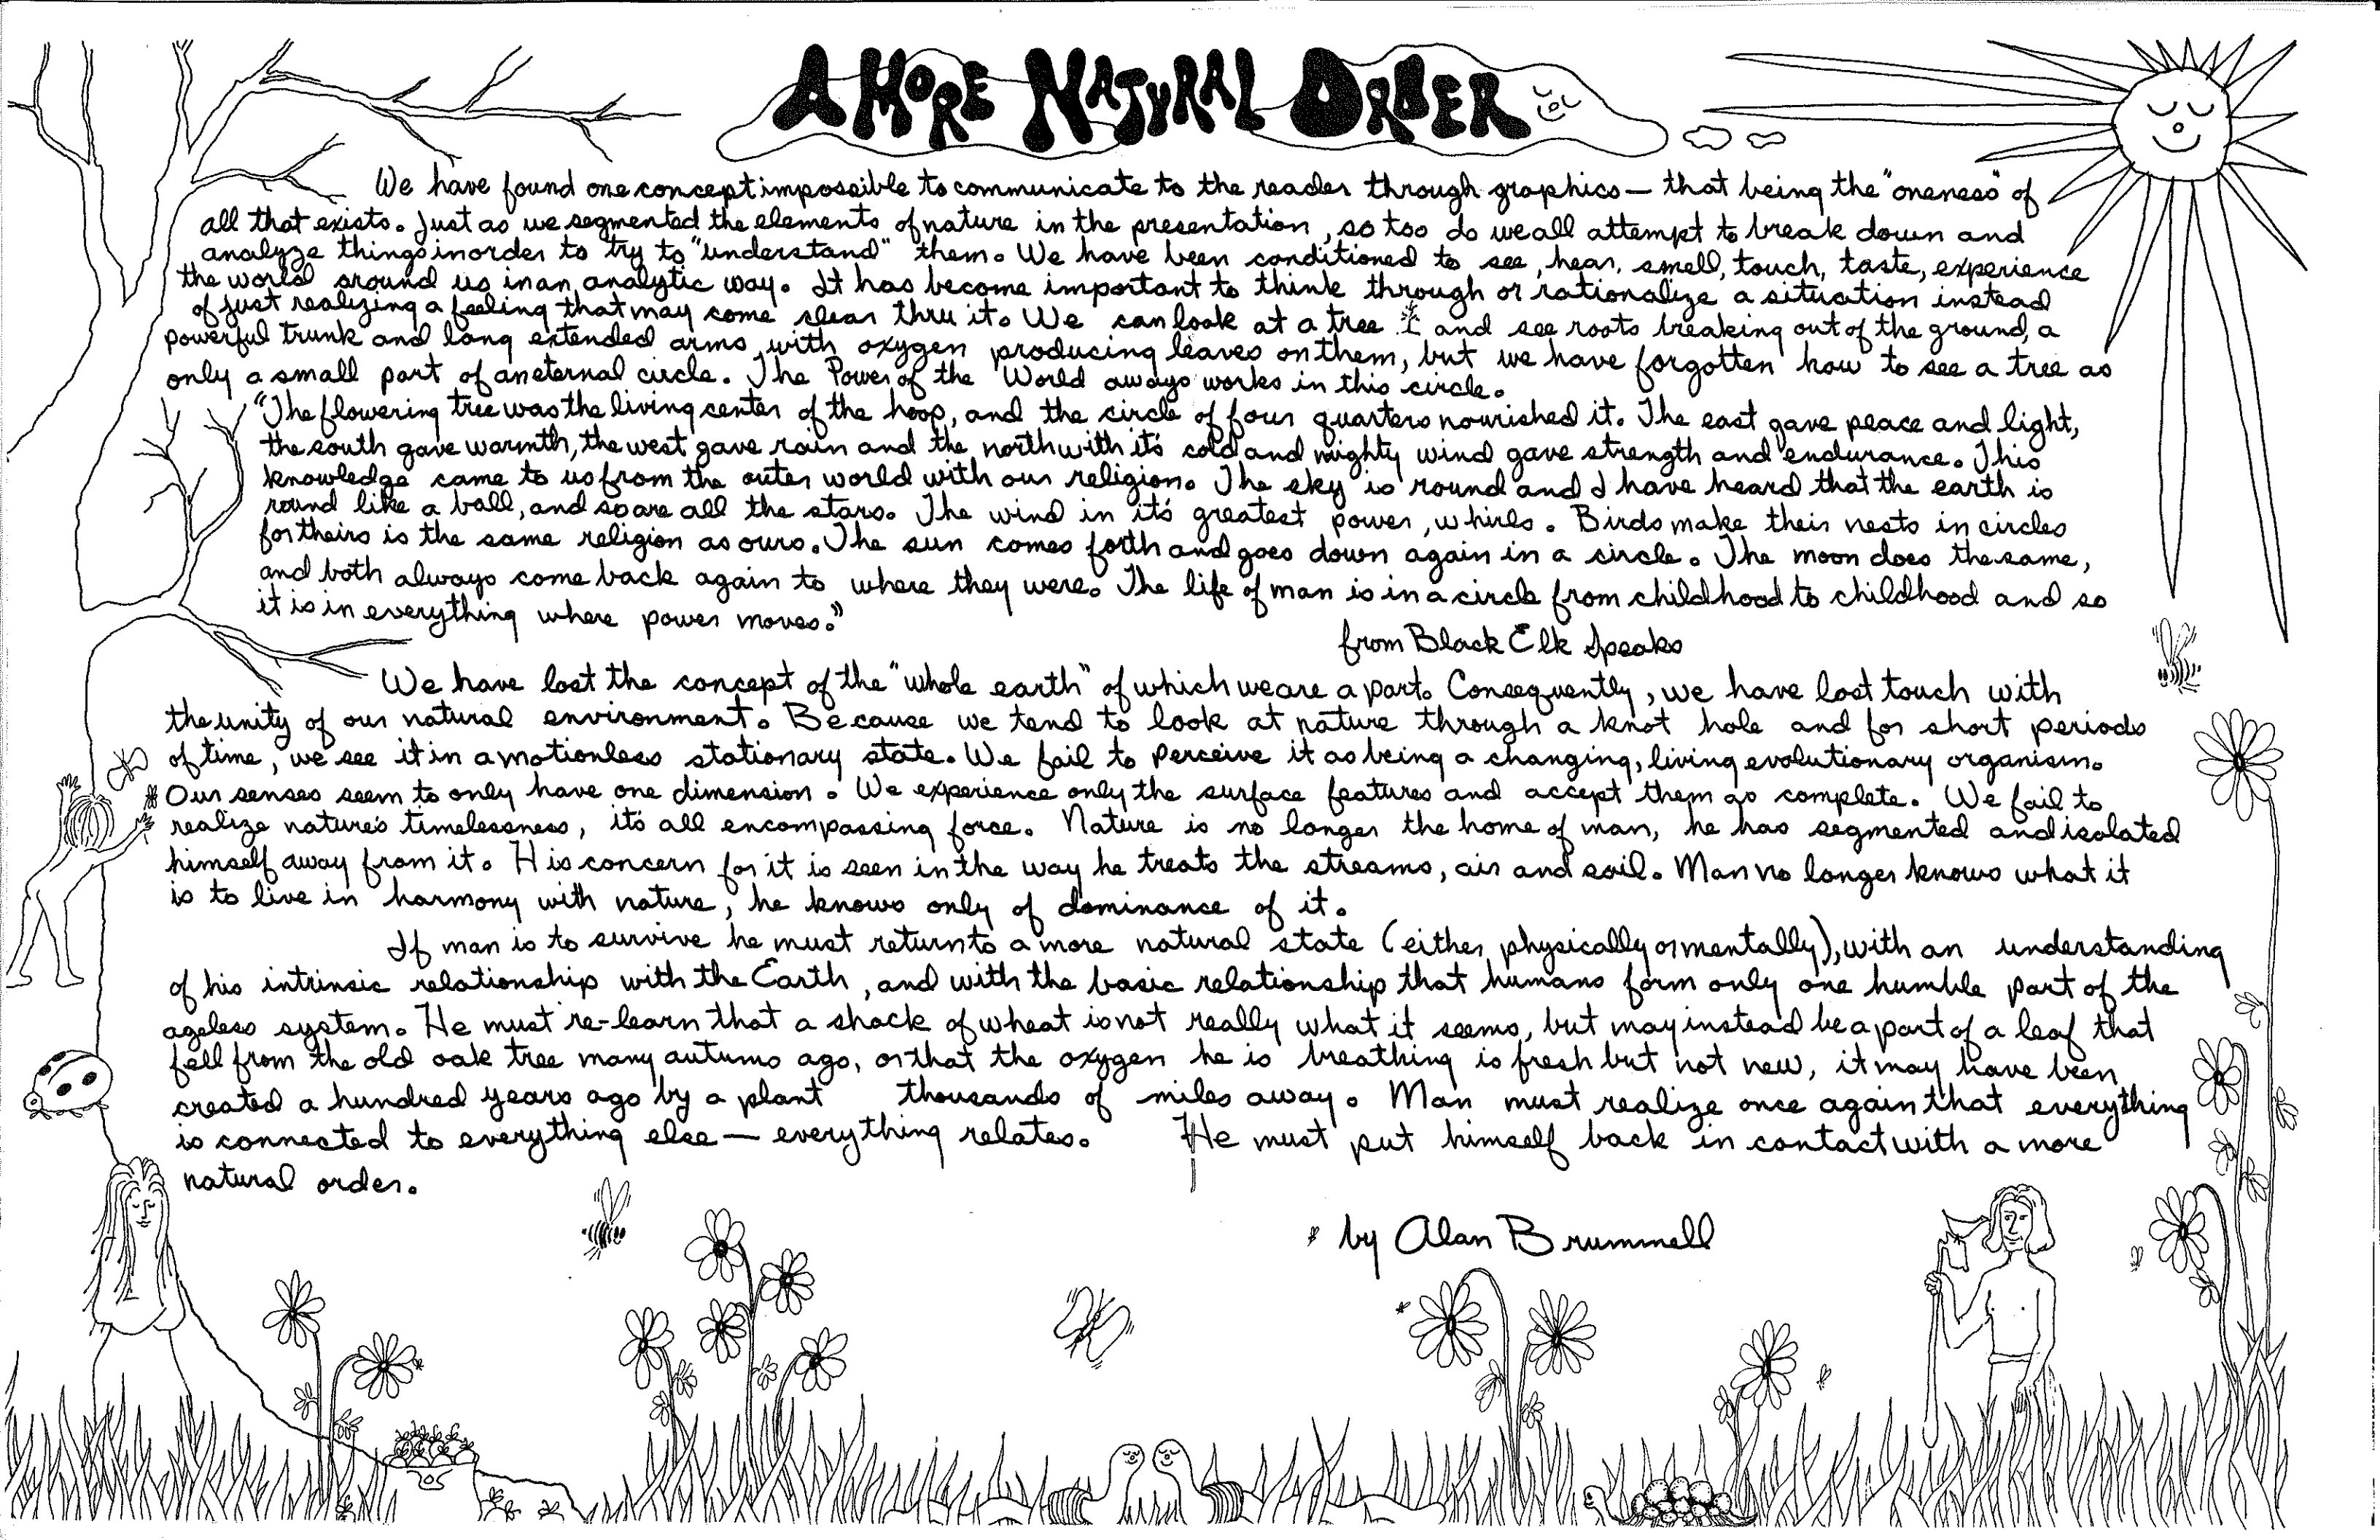 A MORE NATURAL ORDER
We have found one concept impossible to communicate to the reader through graphics — that being the "oneness" of
all that exists. Just as we segmented the elements of nature in the presentation, so too do we all attempt to break down and
analyze things in order to try to "understand" them. We have been conditioned to see, hear, smell, touch, taste, experience
the world around us in an analytic way. It has become important to think through or rationalize a situation instead
of just realizing a feeling that may come clear thru it. We can look at a tree and see roots breaking out of the ground, a
powerful trunk and long extended arms with oxygen producing leaves on them, but we have forgotten how to see a tree as
only a small part of an eternal circle. The Power of the World aways works in this circle.
"The flowering tree was the living center of the hoop, and the circle of four quarters nourished it. The east gave peace and light,
the south gave warmth, the west gave rain and the north with it's cold and mighty wind gave strength and endurance. This
knowledge came to us from the outer world with our religion. The sky is round and I have heard that the earth is
round like a ball, and so are all the stars. The wind in it's greatest power, whirls. Birds make their nests in circles
for theirs is the same religion as ours. The sun comes forth and goes down again in a circle. The moon does the same,
and both always come back again to where they were. The life of man is in a circle from childhood to childhood and so
it is in everything where power moves."
from Black Elk Speaks
We have lost the concept of the "whole earth" of which we are a part. Consequently, we have lost touch with
the unity of our natural environment. Because we tend to look at nature through a knot hole and for short periods
of time, we see it in a motionless stationary state. We fail to perceive it as being a changing, living evolutionary organism.
Our senses seem to only have one dimension. We experience only the surface features and accept them as complete. We fail to
realize nature's timelessness, it's all encompassing force. Nature is no longer the home of man, he has segmented and isolated
himself away from it. His concern for it is seen in the way he treats the streams, air and soil. Man no longer knows what it
is to live in harmony with nature, he knows only of dominance of it.
If man is to survive he must return to a more natural state (either physically or mentally), with an understanding
of his intrinsic relationship with the Earth, and with the basic relationship that humans form only one humble part of the
ageless system. He must re-learn that a shock of wheat is not really what it seems, but may instead be a part of a leaf that
fell from the old oak tree many autums ago, or that the oxygen he is breathing is fresh but not new, it may have been
created a hundred years ago by a plant thousands of miles away. Man must realize once again that everything
is connected to everything else — everything relates. He must put himself back in contact with a more
natural order.
by Alan Brummell